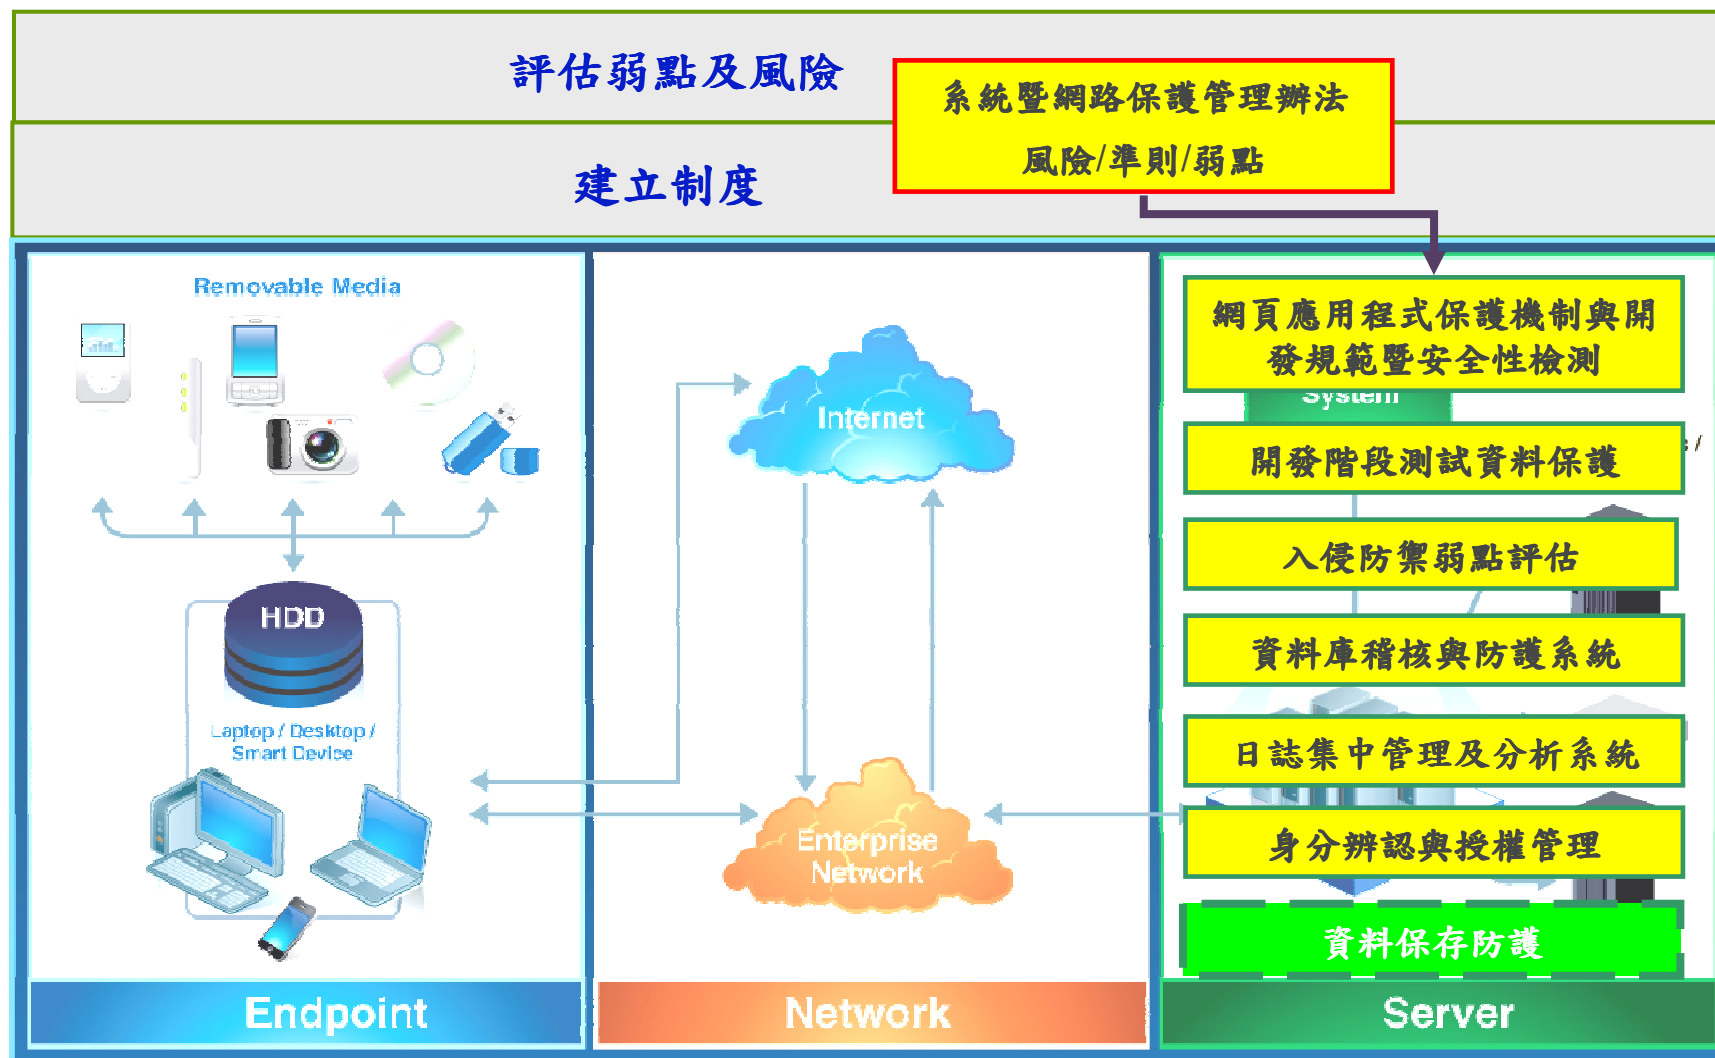 評估弱點及風險
系統暨網路保護管理辦法
風險/準則/弱點
建立制度
Removable Media
HDD
Laptop / Desktop /
Smart Device
Endpoint
Internet
Enterprise
Network
Network
網頁應用程式保護機制與開
發規範暨安全性檢測
System
開發階段測試資料保護
/
入侵防禦弱點評估
資料庫稽核與防護系統
日誌集中管理及分析系統
身分辨認與授權管理
資料保存防護
Server